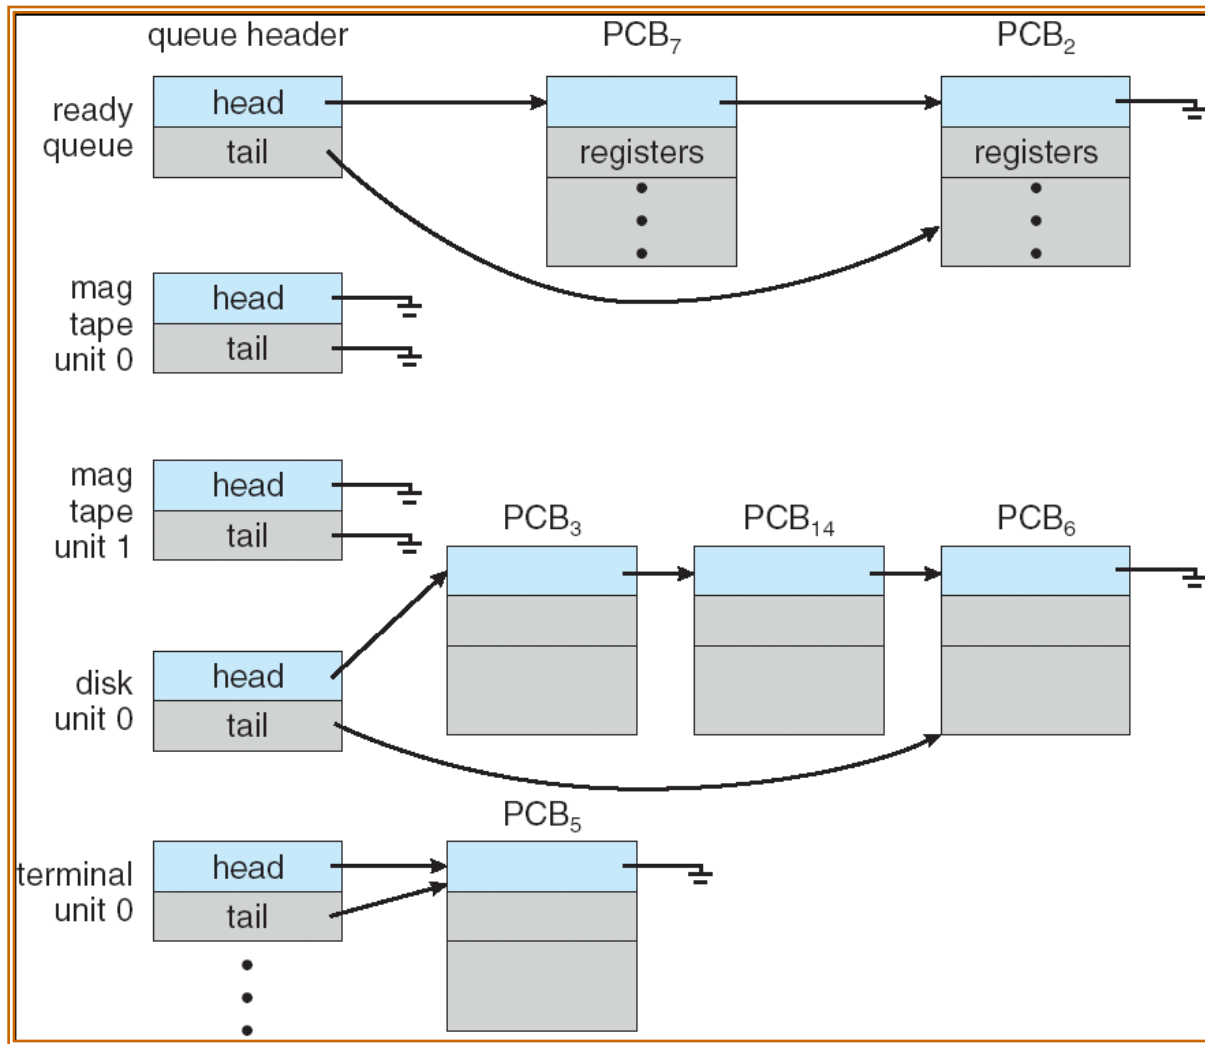 queue header
PCB₇
PCB₂
ready
queue
head
tail
registers
registers
mag
tape
unit 0
head
tail
mag
tape
unit 1
head
tail
PCB₃
PCB₁₄
PCB₆
disk
unit 0
head
tail
PCB₅
terminal
unit 0
head
tail